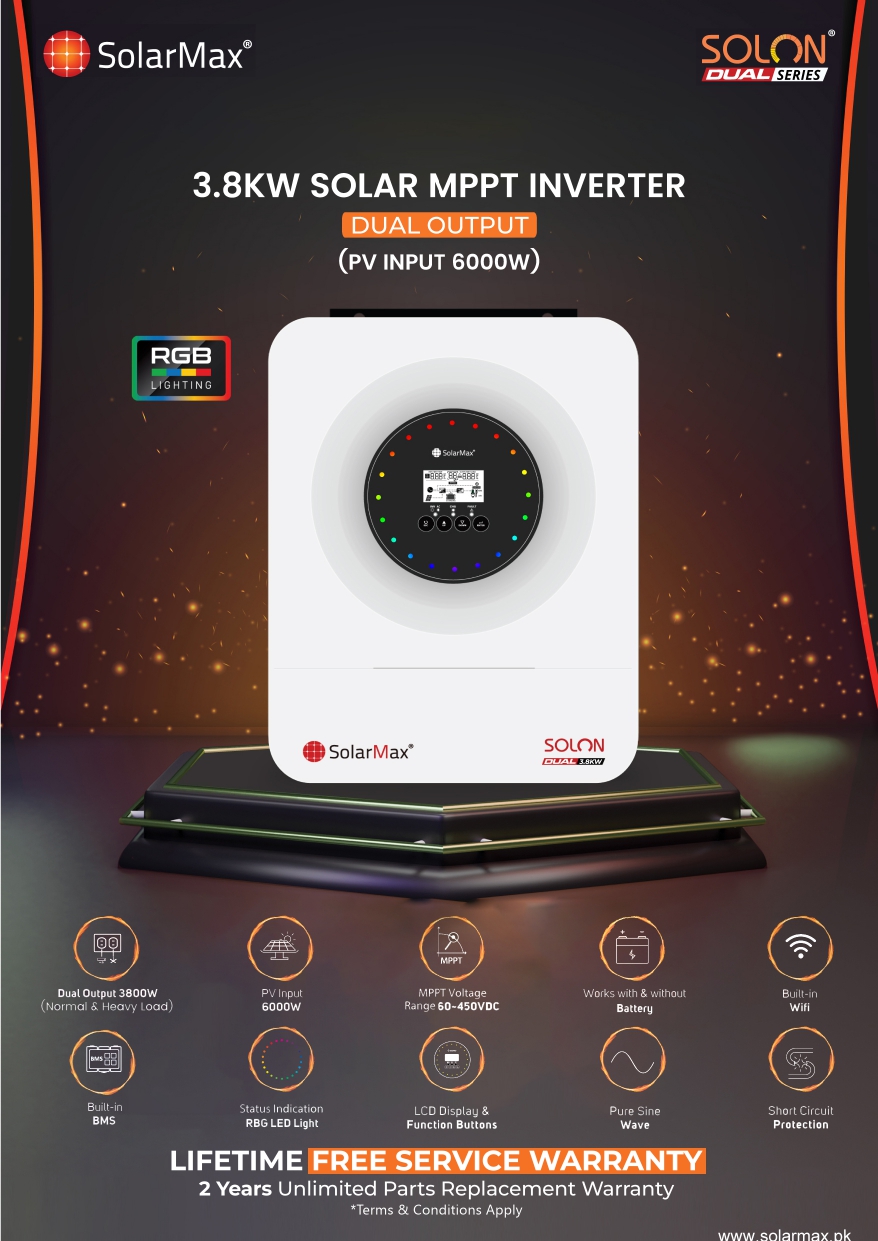 SolarMax®
SOLON®
DUAL SERIES
3.8KW SOLAR MPPT INVERTER
DUAL OUTPUT
(PV INPUT 6000W)
RGB
LIGHTING
SolarMax®
SolarMax®
SOLON
DUAL 3.8KW
MPPT
Dual Output 3800W
(Normal & Heavy Load)
PV Input
6000W
MPPT Voltage
Range 60~450VDC
Works with & without
Battery
Built-in
Wifi
BMS
Built-in
BMS
Status Indication
RBG LED Light
LCD Display &
Function Buttons
Pure Sine
Wave
Short Circuit
Protection
LIFETIME FREE SERVICE WARRANTY
2 Years Unlimited Parts Replacement Warranty
*Terms & Conditions Apply
www.solarmax.pk